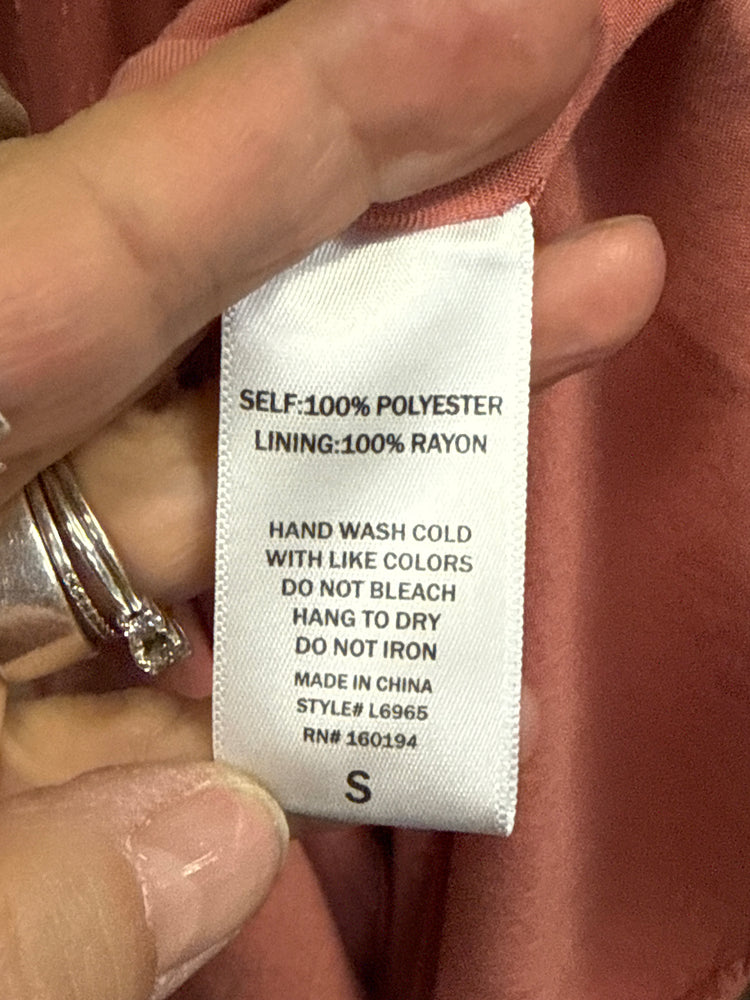 SELF:100% POLYESTER
LINING:100% RAYON
HAND WASH COLD
WITH LIKE COLORS
DO NOT BLEACH
HANG TO DRY
DO NOT IRON
MADE IN CHINA
STYLE# L6965
RN# 160194
S